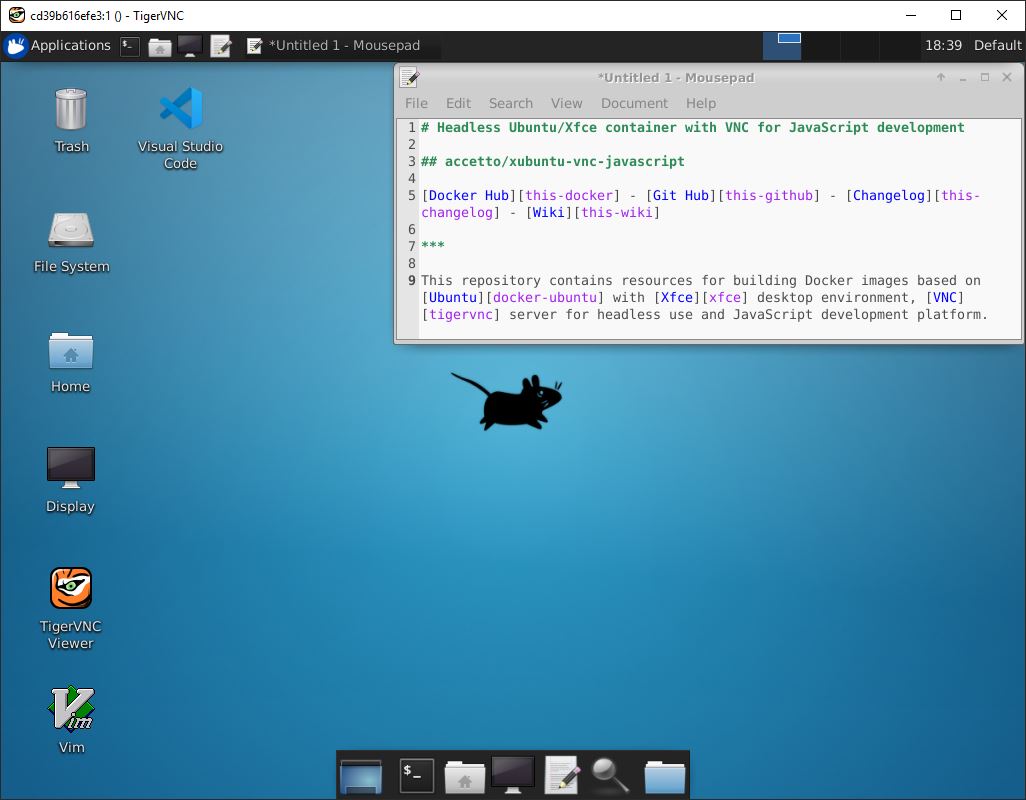 cd39b616efe3:1 () - TigerVNC
Applications
$_
*Untitled 1 - Mousepad
18:39
Default
*Untitled 1 - Mousepad
File Edit Search View Document Help
1 # Headless Ubuntu/Xfce container with VNC for JavaScript development
2
3 ## accetto/xubuntu-vnc-javascript
4
5 [Docker Hub][this-docker] - [Git Hub][this-github] - [Changelog][this-
changelog] - [Wiki][this-wiki]
6
7 ***
8
9 This repository contains resources for building Docker images based on
[Ubuntu][docker-ubuntu] with [Xfce][xfce] desktop environment, [VNC]
[tigervnc] server for headless use and JavaScript development platform.
Trash
Visual Studio
Code
File System
Home
Display
TigerVNC
Viewer
Vim
Vim
$_